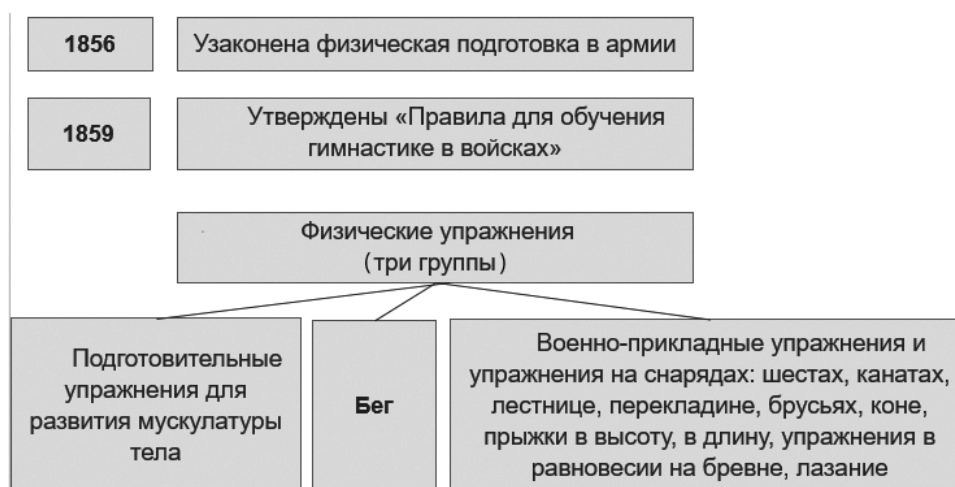 1856
Узаконена физическая подготовка в армии
1859
Утверждены «Правила для обучения
гимнастике в войсках»
Физические упражнения
(три группы)
Подготовительные
упражнения для
развития мускулатуры
тела
Бег
Военно-прикладные упражнения и
упражнения на снарядах: шестах, канатах,
лестнице, перекладине, брусьях, коне,
прыжки в высоту, в длину, упражнения в
равновесии на бревне, лазание